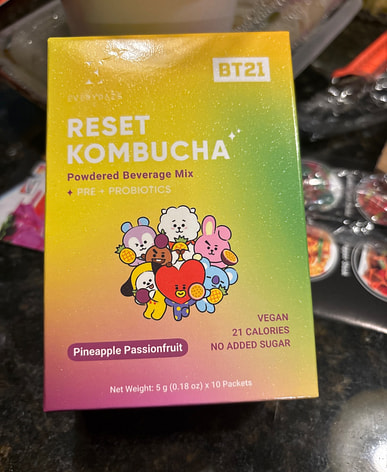 BT21
EVERYDAZE
RESET
KOMBUCHA
Powdered Beverage Mix
+ PRE + PROBIOTICS
VEGAN
21 CALORIES
NO ADDED SUGAR
Pineapple Passionfruit
Net Weight: 5 g (0.18 oz) x 10 Packets